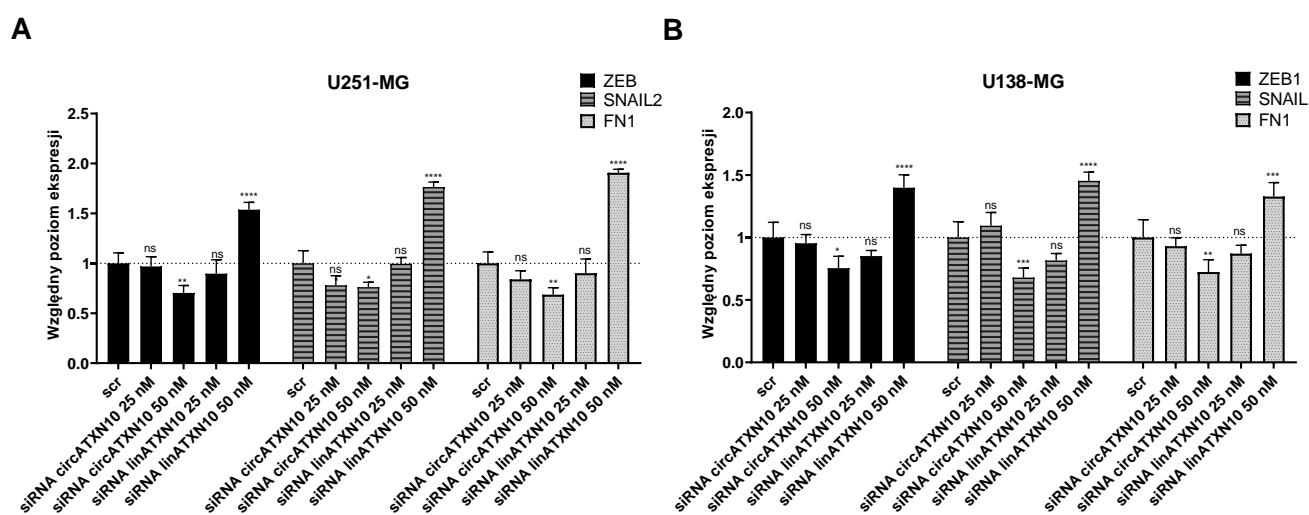 A
U251-MG
ZEB
SNAIL2
FN1
Względny poziom ekspresji
2.5
2.0
1.5
1
0.5
0.0
ns
**
ns
****
ns
*
ns
****
ns
**
ns
****
scr
siRNA circATXN10 25 nM
siRNA circATXN10 50 nM
siRNA linATXN10 25 nM
siRNA linATXN10 50 nM
scr
siRNA circATXN10 25 nM
siRNA circATXN10 50 nM
siRNA linATXN10 25 nM
siRNA linATXN10 50 nM
scr
siRNA circATXN10 25 nM
siRNA circATXN10 50 nM
siRNA linATXN10 25 nM
siRNA linATXN10 50 nM
B
U138-MG
ZEB1
SNAIL
FN1
Względny poziom ekspresji
2.0
1.5
1
0.5
0.0
ns
*
ns
****
ns
***
ns
****
ns
**
ns
***
scr
siRNA circATXN10 25 nM
siRNA circATXN10 50 nM
siRNA linATXN10 25 nM
siRNA linATXN10 50 nM
scr
siRNA circATXN10 25 nM
siRNA circATXN10 50 nM
siRNA linATXN10 25 nM
siRNA linATXN10 50 nM
scr
siRNA circATXN10 25 nM
siRNA circATXN10 50 nM
siRNA linATXN10 25 nM
siRNA linATXN10 50 nM